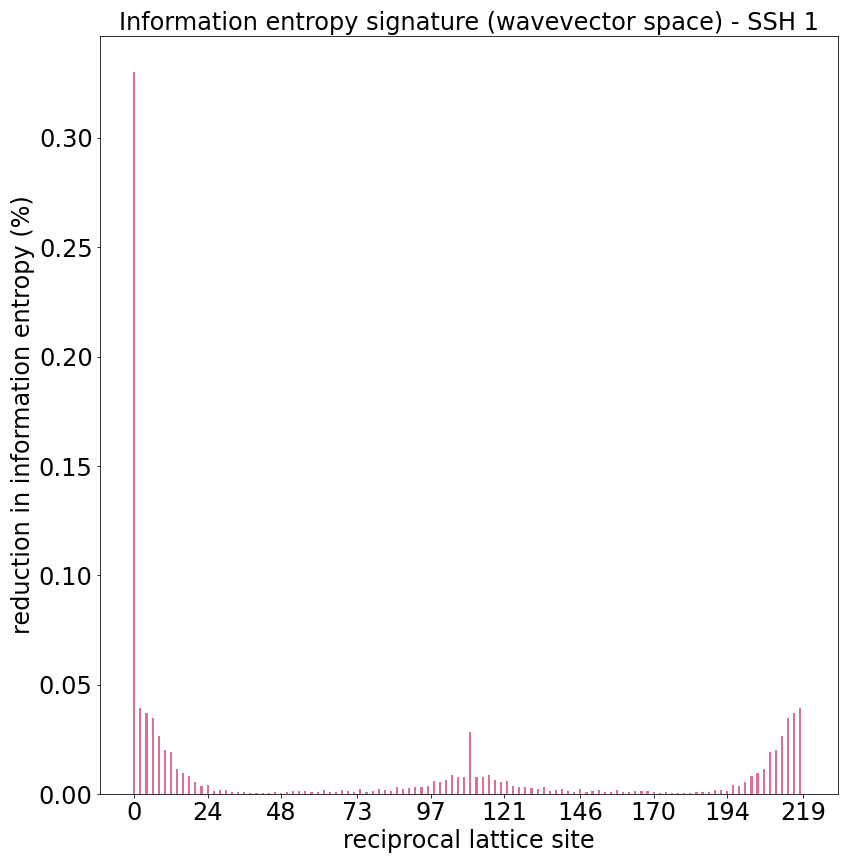 Information entropy signature (wavevector space) - SSH 1
reduction in information entropy (%)
0.30
0.25
0.20
0.15
0.10
0.05
0.00
0 24 48 73 97 121 146 170 194 219
reciprocal lattice site